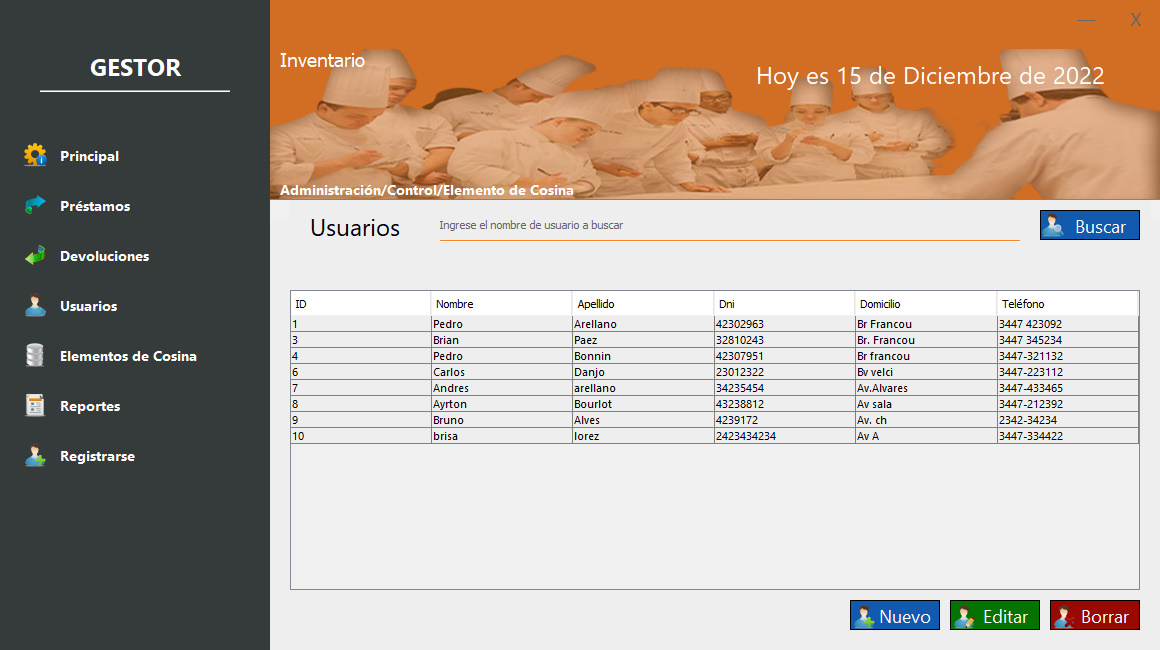 X
GESTOR
Inventario
Hoy es 15 de Diciembre de 2022
Principal
Préstamos
Devoluciones
Usuarios
Elementos de Cosina
Reportes
Registrarse
Administración/Control/Elemento de Cosina
Usuarios
Ingrese el nombre de usuario a buscar
Buscar
ID Nombre Apellido Dni Domicilio Teléfono
1 Pedro Arellano 42302963 Br Francou 3447 423092
3 Brian Paez 32810243 Br. Francou 3447 345234
4 Pedro Bonnin 42307951 Br francou 3447-321132
6 Carlos Danjo 23012322 Bv velci 3447-223112
7 Andres arellano 34235454 Av.Alvares 3447-433465
8 Ayrton Bourlot 43238812 Av sala 3447-212392
9 Bruno Alves 4239172 Av. ch 2342-34234
10 brisa lorez 2423434234 Av A 3447-334422
Nuevo
Editar
Borrar